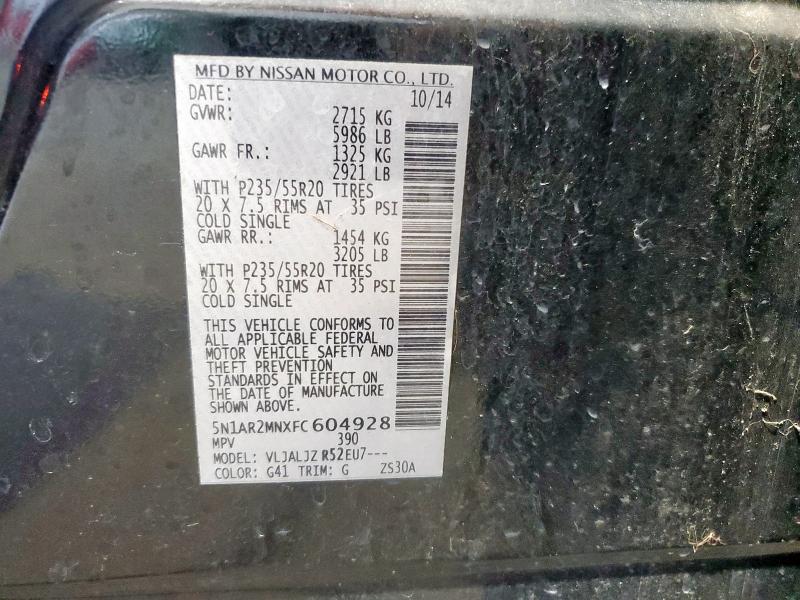 MFD BY NISSAN MOTOR CO., LTD.
DATE: 10/14
GVWR: 2715 KG
5986 LB
GAWR FR.: 1325 KG
2921 LB
WITH P235/55R20 TIRES
20 X 7.5 RIMS AT 35 PSI
COLD SINGLE
GAWR RR.: 1454 KG
3205 LB
WITH P235/55R20 TIRES
20 X 7.5 RIMS AT 35 PSI
COLD SINGLE
THIS VEHICLE CONFORMS TO
ALL APPLICABLE FEDERAL
MOTOR VEHICLE SAFETY AND
THEFT PREVENTION
STANDARDS IN EFFECT ON
THE DATE OF MANUFACTURE
SHOWN ABOVE.
5N1AR2MNXFC604928
MPV 390
MODEL: VLJALJZ R52EU7---
COLOR: G41 TRIM: G ZS30A